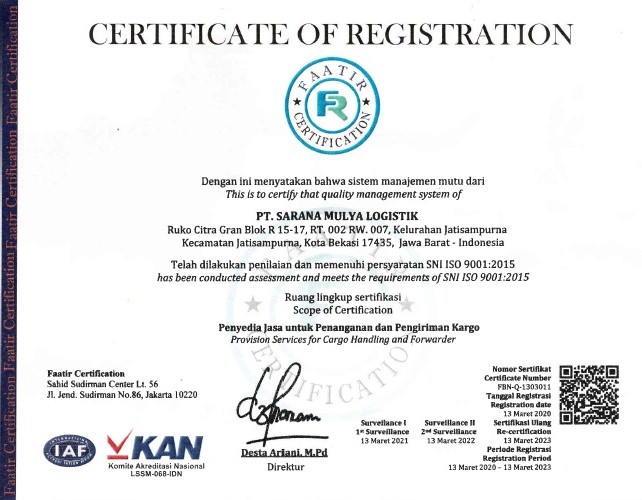 CERTIFICATE OF REGISTRATION
FAATIR
FR
CERTIFICATION
Dengan ini menyatakan bahwa sistem manajemen mutu dari
This is to certify that quality management system of
PT. SARANA MULYA LOGISTIK
Ruko Citra Gran Blok R 15-17, RT. 002 RW. 007, Kelurahan Jatisampurna
Kecamatan Jatisampurna, Kota Bekasi 17435, Jawa Barat - Indonesia
Telah dilakukan penilaian dan memenuhi persyaratan SNI ISO 9001:2015
has been conducted assessment and meets the requirements of SNI ISO 9001:2015
Ruang lingkup sertifikasi
Scope of Certification
Penyedia Jasa untuk Penanganan dan Pengiriman Kargo
Provision Services for Cargo Handling and Forwarder
Faatir Certification
Sahid Sudirman Center Lt. 56
Jl. Jend. Sudirman No.86, Jakarta 10220
IAF
KAN
Komite Akreditasi Nasional
LSSM-068-IDN
Desta Ariani, M.Pd
Direktur
Surveillance I
1st Surveillance
13 Maret 2021
Surveillance II
2nd Surveillance
13 Maret 2022
Nomor Sertifikat
Certificate Number
FBN-Q-1303011
Tanggal Registrasi
Registration date
13 Maret 2020
Sertifikasi Ulang
Re-certification
13 Maret 2023
Periode Registrasi
Registration Period
13 Maret 2020 – 13 Maret 2023
Faatir Certification Faatir Certification Faatir Certification Faatir Certification